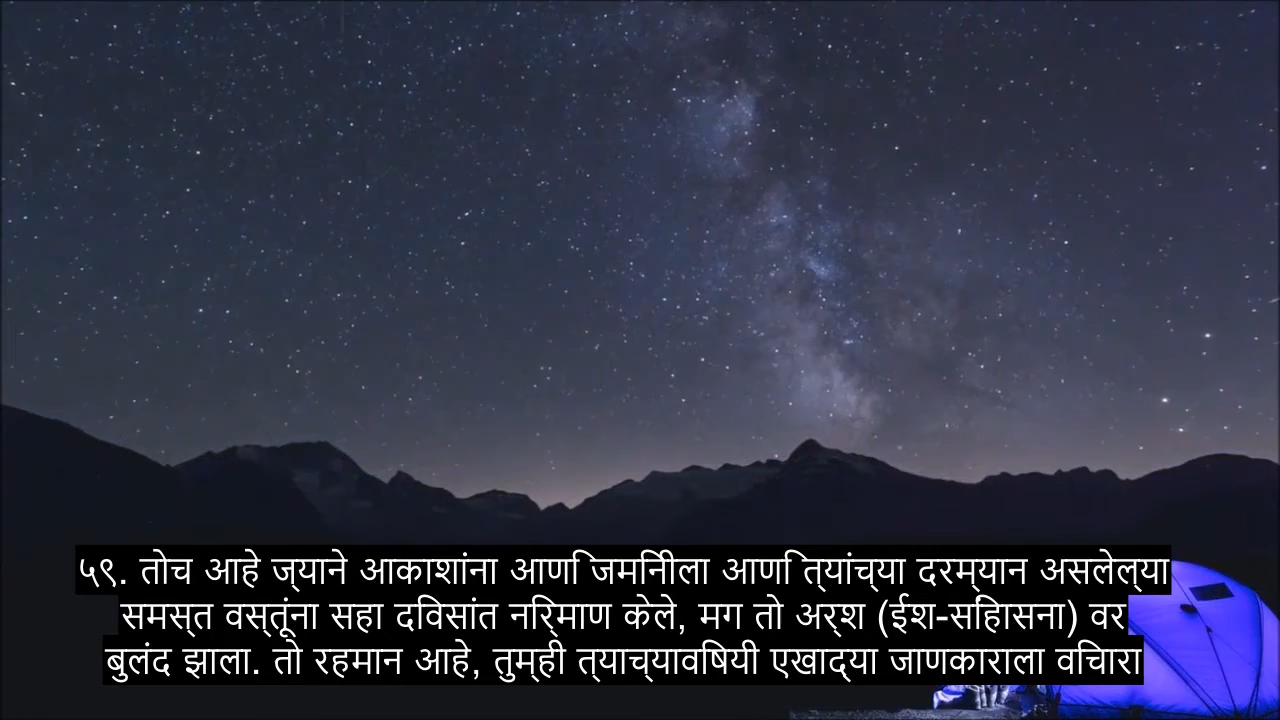 ५९. तोच आहे ज्याने आकाशांना आणि जमिनीला आणि त्यांच्या दरम्यान असलेल्या
समस्त वस्तूंना सहा दिवसांत निर्माण केले, मग तो अर्श (ईश-सिंहासना) वर
बुलंद झाला. तो रहमान आहे, तुम्ही त्याच्याविषयी एखाद्या जाणकाराला विचारा